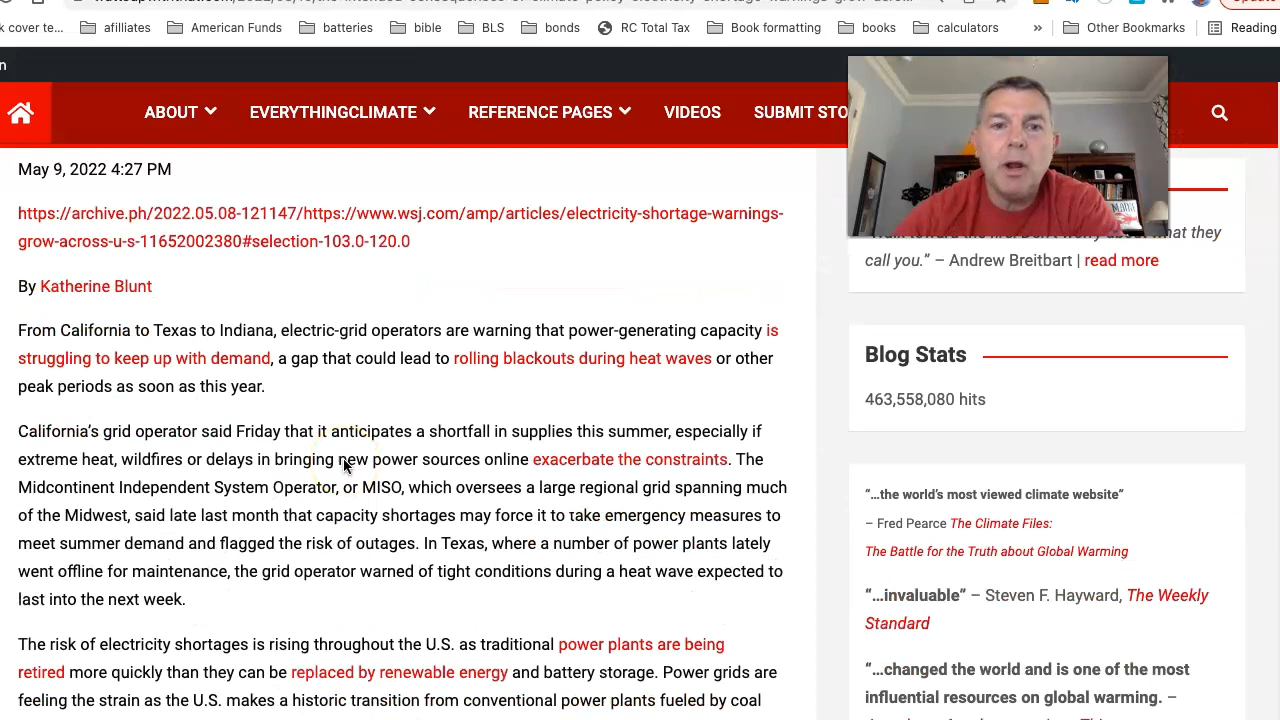 k cover te...
affiliates
American Funds
batteries
bible
BLS
bonds
RC Total Tax
Book formatting
books
calculators
»
Other Bookmarks
Reading
n
ABOUT
EVERYTHINGCLIMATE
REFERENCE PAGES
VIDEOS
SUBMIT STO
May 9, 2022 4:27 PM
https://archive.ph/2022.05.08-121147/https://www.wsj.com/amp/articles/electricity-shortage-warnings-
grow-across-u-s-11652002380#selection-103.0-120.0
By Katherine Blunt
From California to Texas to Indiana, electric-grid operators are warning that power-generating capacity is
struggling to keep up with demand, a gap that could lead to rolling blackouts during heat waves or other
peak periods as soon as this year.
California’s grid operator said Friday that it anticipates a shortfall in supplies this summer, especially if
extreme heat, wildfires or delays in bringing new power sources online exacerbate the constraints. The
Midcontinent Independent System Operator, or MISO, which oversees a large regional grid spanning much
of the Midwest, said late last month that capacity shortages may force it to take emergency measures to
meet summer demand and flagged the risk of outages. In Texas, where a number of power plants lately
went offline for maintenance, the grid operator warned of tight conditions during a heat wave expected to
last into the next week.
The risk of electricity shortages is rising throughout the U.S. as traditional power plants are being
retired more quickly than they can be replaced by renewable energy and battery storage. Power grids are
feeling the strain as the U.S. makes a historic transition from conventional power plants fueled by coal
what they
call you.” – Andrew Breitbart | read more
Blog Stats
463,558,080 hits
“…the world’s most viewed climate website”
– Fred Pearce The Climate Files:
The Battle for the Truth about Global Warming
“…invaluable” – Steven F. Hayward, The Weekly
Standard
“…changed the world and is one of the most
influential resources on global warming. –